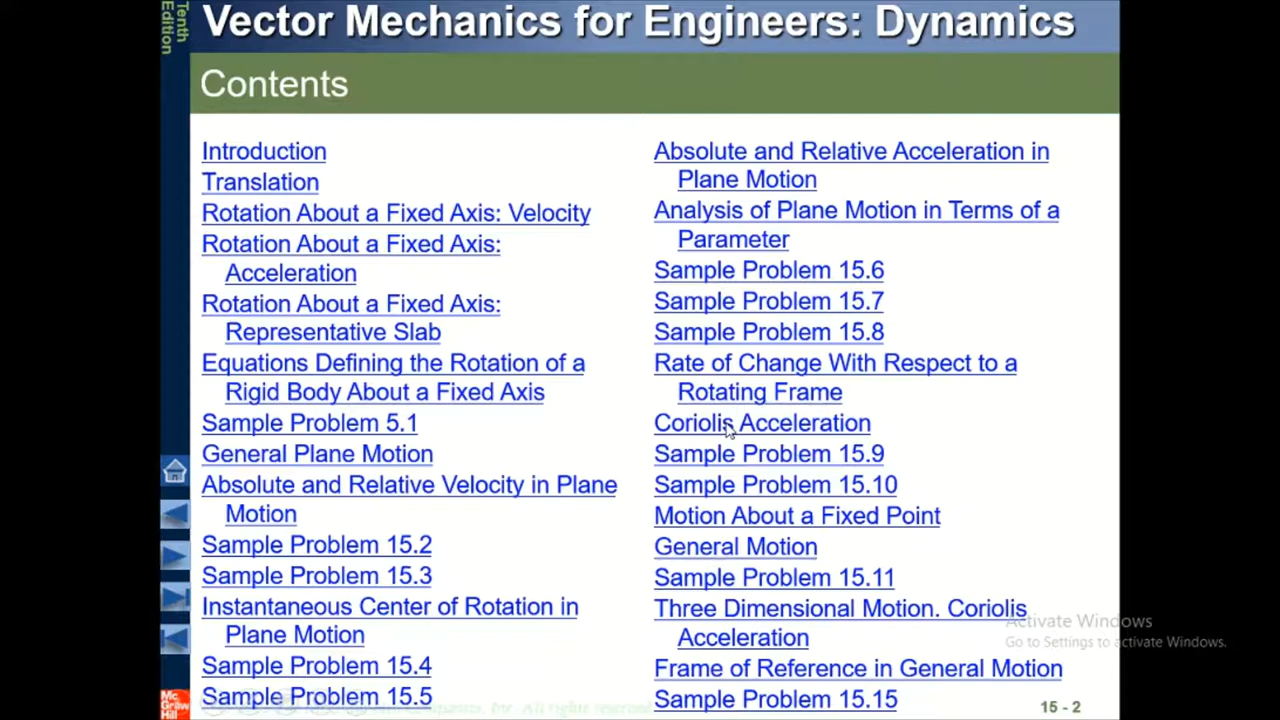 Tenth
Edition
Vector Mechanics for Engineers: Dynamics
Contents
Introduction
Translation
Rotation About a Fixed Axis: Velocity
Rotation About a Fixed Axis:
Acceleration
Rotation About a Fixed Axis:
Representative Slab
Equations Defining the Rotation of a
Rigid Body About a Fixed Axis
Sample Problem 5.1
General Plane Motion
Absolute and Relative Velocity in Plane
Motion
Sample Problem 15.2
Sample Problem 15.3
Instantaneous Center of Rotation in
Plane Motion
Sample Problem 15.4
Sample Problem 15.5
Absolute and Relative Acceleration in
Plane Motion
Analysis of Plane Motion in Terms of a
Parameter
Sample Problem 15.6
Sample Problem 15.7
Sample Problem 15.8
Rate of Change With Respect to a
Rotating Frame
Coriolis Acceleration
Sample Problem 15.9
Sample Problem 15.10
Motion About a Fixed Point
General Motion
Sample Problem 15.11
Three Dimensional Motion. Coriolis
Acceleration
Frame of Reference in General Motion
Sample Problem 15.15
Activate Windows
Go to Settings to activate Windows.
Mc
Graw
Hill
Inc. All rights reserved
15 - 2